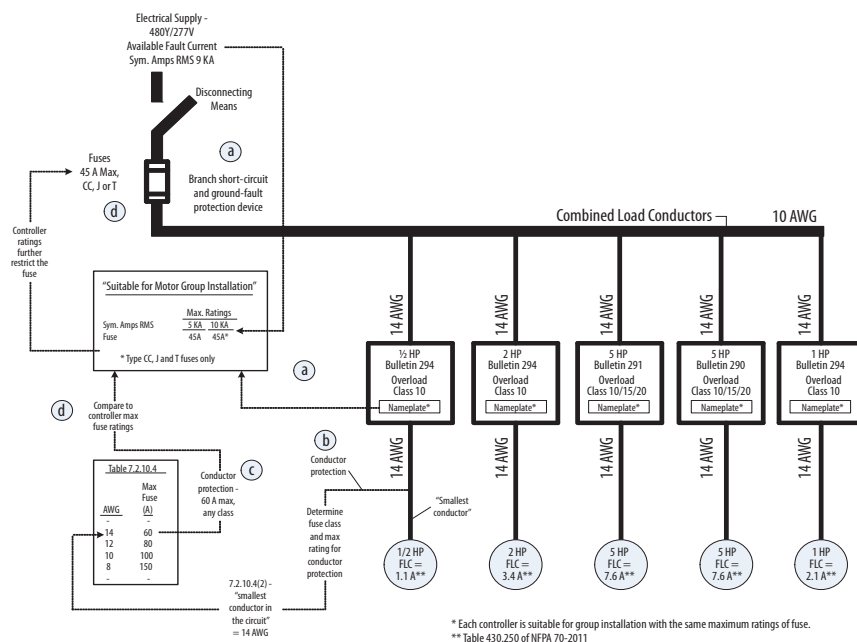 Electrical Supply -
480Y/277V
Available Fault Current
Sym. Amps RMS 9 KA
Disconnecting
Means
Fuses
45 A Max,
CC, J or T
a
Branch short-circuit
and ground-fault
protection device
d
Controller
ratings
further
restrict the
fuse
Combined Load Conductors
10 AWG
"Suitable for Motor Group Installation"
Max. Ratings
Sym. Amps RMS 5 KA 10 KA
Fuse 45A 45A*
* Type CC, J and T fuses only
14 AWG
14 AWG
14 AWG
14 AWG
14 AWG
½ HP
Bulletin 294
Overload
Class 10
Nameplate*
2 HP
Bulletin 294
Overload
Class 10
Nameplate*
5 HP
Bulletin 291
Overload
Class 10/15/20
Nameplate*
5 HP
Bulletin 290
Overload
Class 10/15/20
Nameplate*
1 HP
Bulletin 294
Overload
Class 10
Nameplate*
a
d
Compare to
controller max
fuse ratings
b
Conductor
protection
14 AWG
14 AWG
14 AWG
14 AWG
14 AWG
Table 7.2.10.4
Max
Fuse
AWG (A)
- -
14 60
12 80
10 100
8 150
- -
Conductor
protection -
60 A max,
any class
c
Determine
fuse class
and max
rating for
conductor
protection
"Smallest
conductor"
7.2.10.4(2) -
"smallest
conductor in
the circuit"
= 14 AWG
1/2 HP
FLC =
1.1 A**
2 HP
FLC =
3.4 A**
5 HP
FLC =
7.6 A**
5 HP
FLC =
7.6 A**
1 HP
FLC =
2.1 A**
* Each controller is suitable for group installation with the same maximum ratings of fuse.
** Table 430.250 of NFPA 70-2011